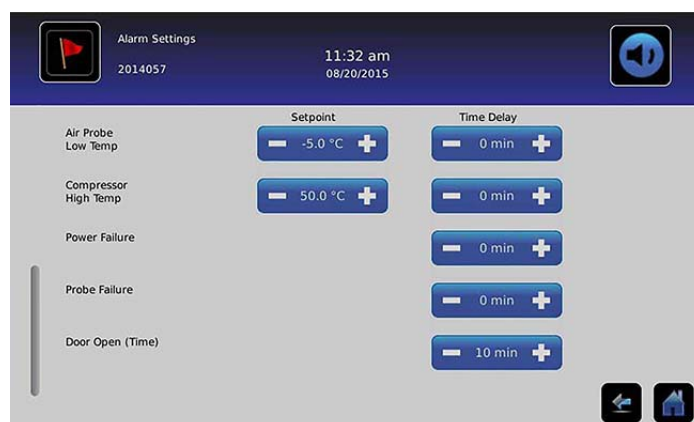 Alarm Settings
2014057
11:32 am
08/20/2015
Setpoint Time Delay
Air Probe
Low Temp
-5.0 °C 0 min
Compressor
High Temp
50.0 °C 0 min
Power Failure
0 min
Probe Failure
0 min
Door Open (Time)
10 min